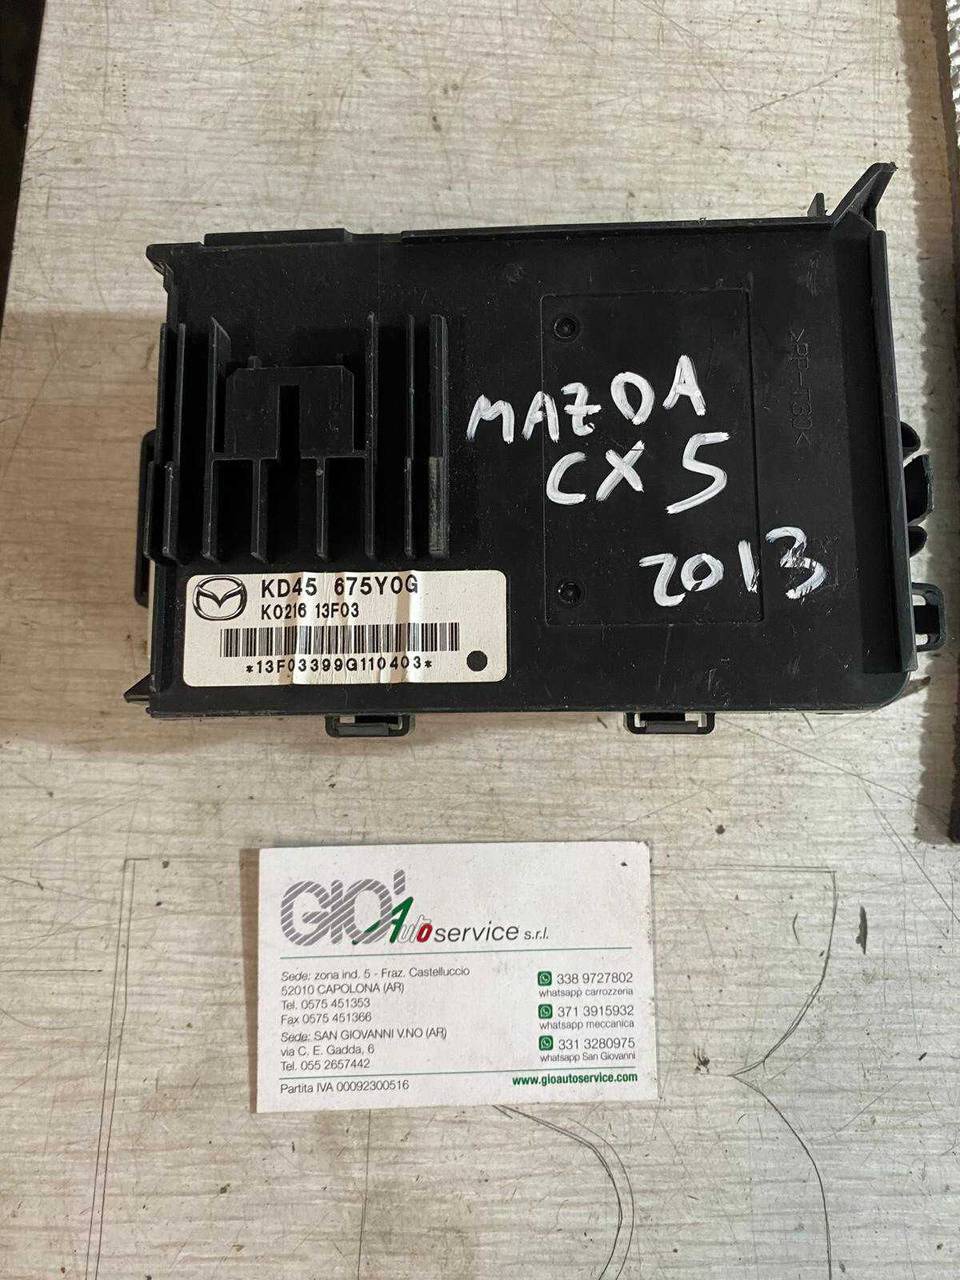 >PP-T30<
MAZDA
CX 5
2013
KD45 675Y0G
K0216 13F03
*13F03399G110403*
GIO' Auto service s.r.l.
Sede: zona ind. 5 - Fraz. Castelluccio
52010 CAPOLONA (AR)
Tel. 0575 451353
Fax 0575 451366
Sede: SAN GIOVANNI V.NO (AR)
via C. E. Gadda, 6
Tel. 055 2657442
Partita IVA 00092300516
338 9727802
whatsapp carrozzeria
371 3915932
whatsapp meccanica
331 3280975
whatsapp San Giovanni
www.gioautoservice.com